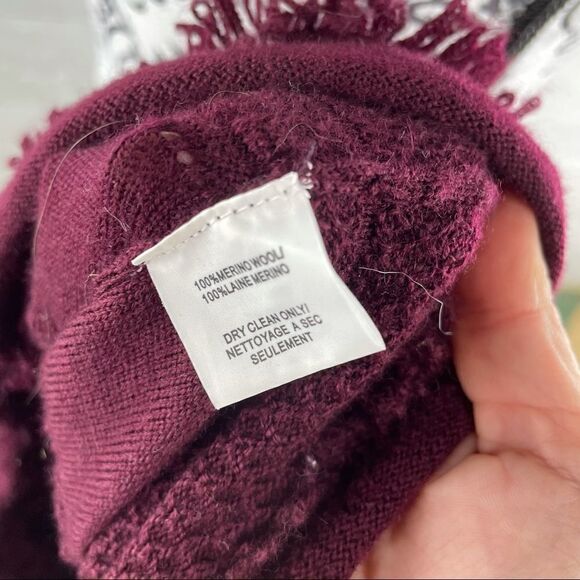 100%MERINO WOOL/
100%LAINE MERINO
DRY CLEAN ONLY/
NETTOYAGE A SEC
SEULEMENT